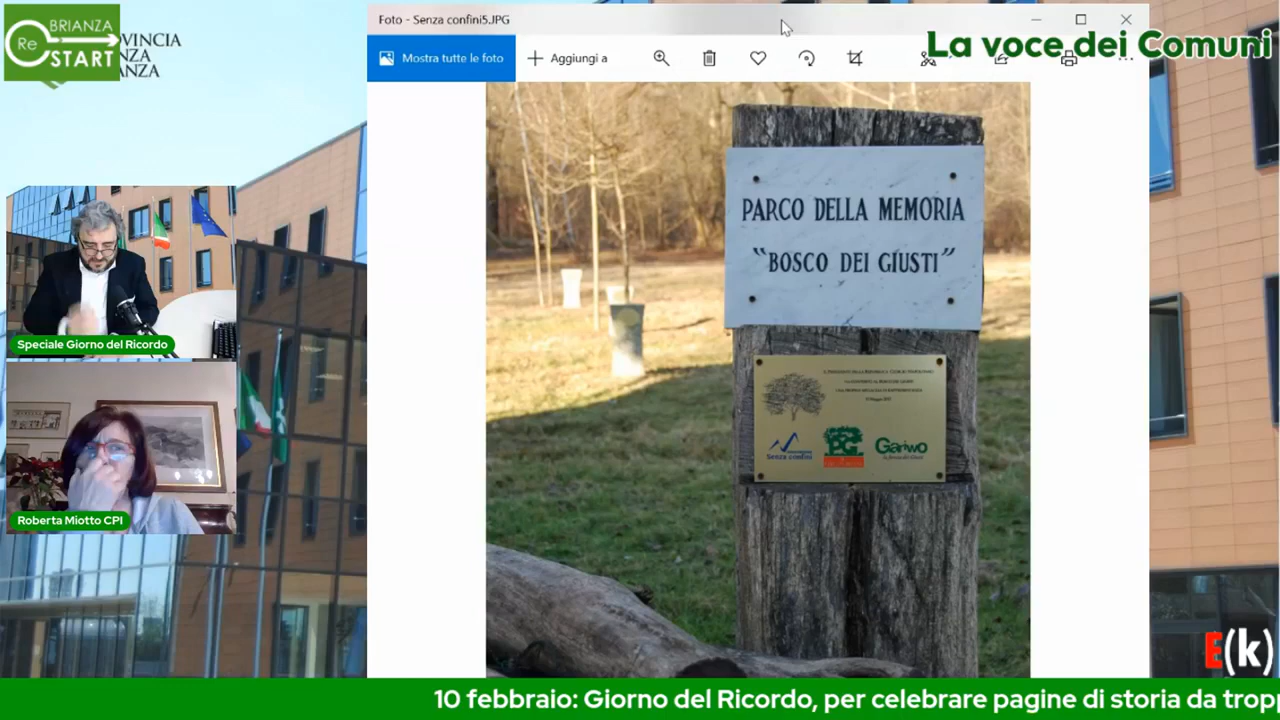 BRIANZA
Re
START
VINCIA
NZA
ANZA
Foto - Senza confini5.JPG
La voce dei Comuni
Mostra tutte le foto
Aggiungi a
PARCO DELLA MEMORIA
"BOSCO DEI GIUSTI"
Senza confini
PG
Gariwo
Speciale Giorno del Ricordo
Roberta Miotto CPI
E(k)
10 febbraio: Giorno del Ricordo, per celebrare pagine di storia da tropp